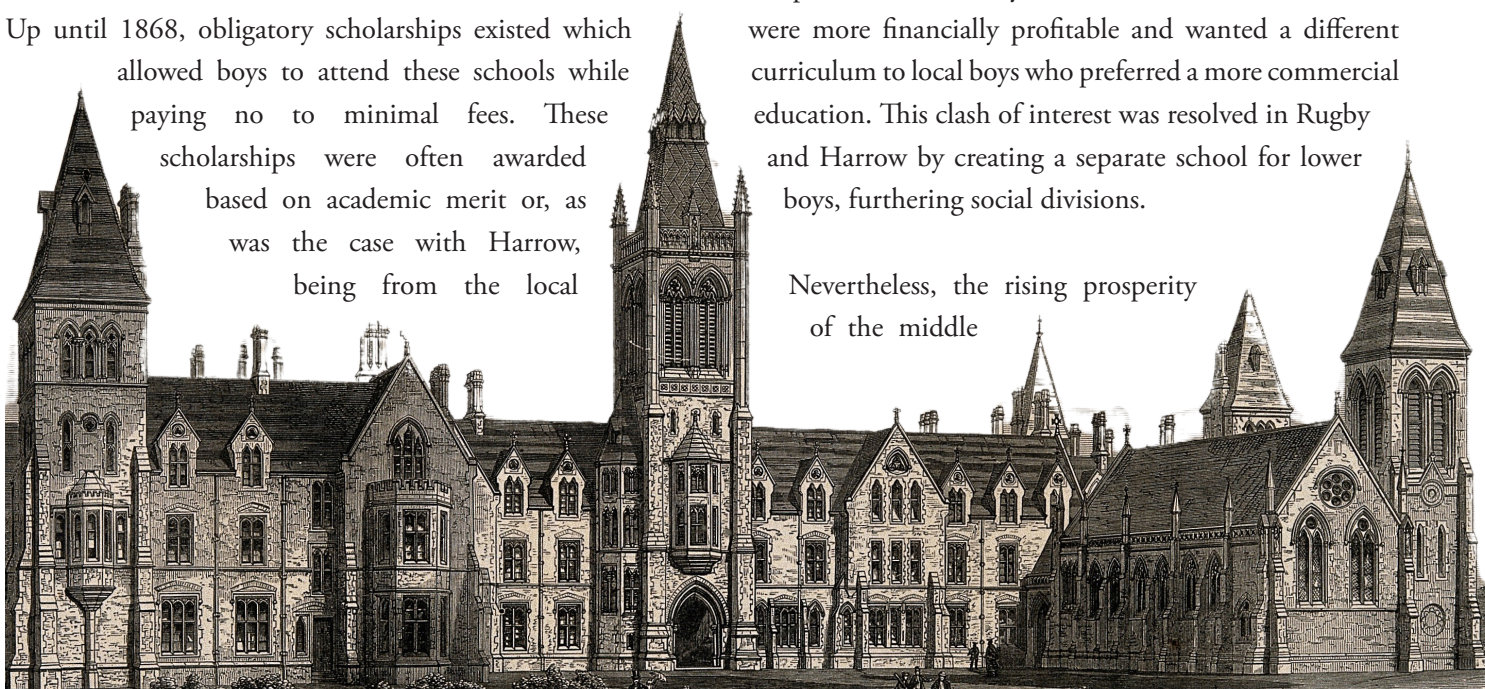 Up until 1868, obligatory scholarships existed which
allowed boys to attend these schools while
paying no to minimal fees. These
scholarships were often awarded
based on academic merit or, as
was the case with Harrow,
being from the local
were more financially profitable and wanted a different
curriculum to local boys who preferred a more commercial
education. This clash of interest was resolved in Rugby
and Harrow by creating a separate school for lower
boys, furthering social divisions.
Nevertheless, the rising prosperity
of the middle